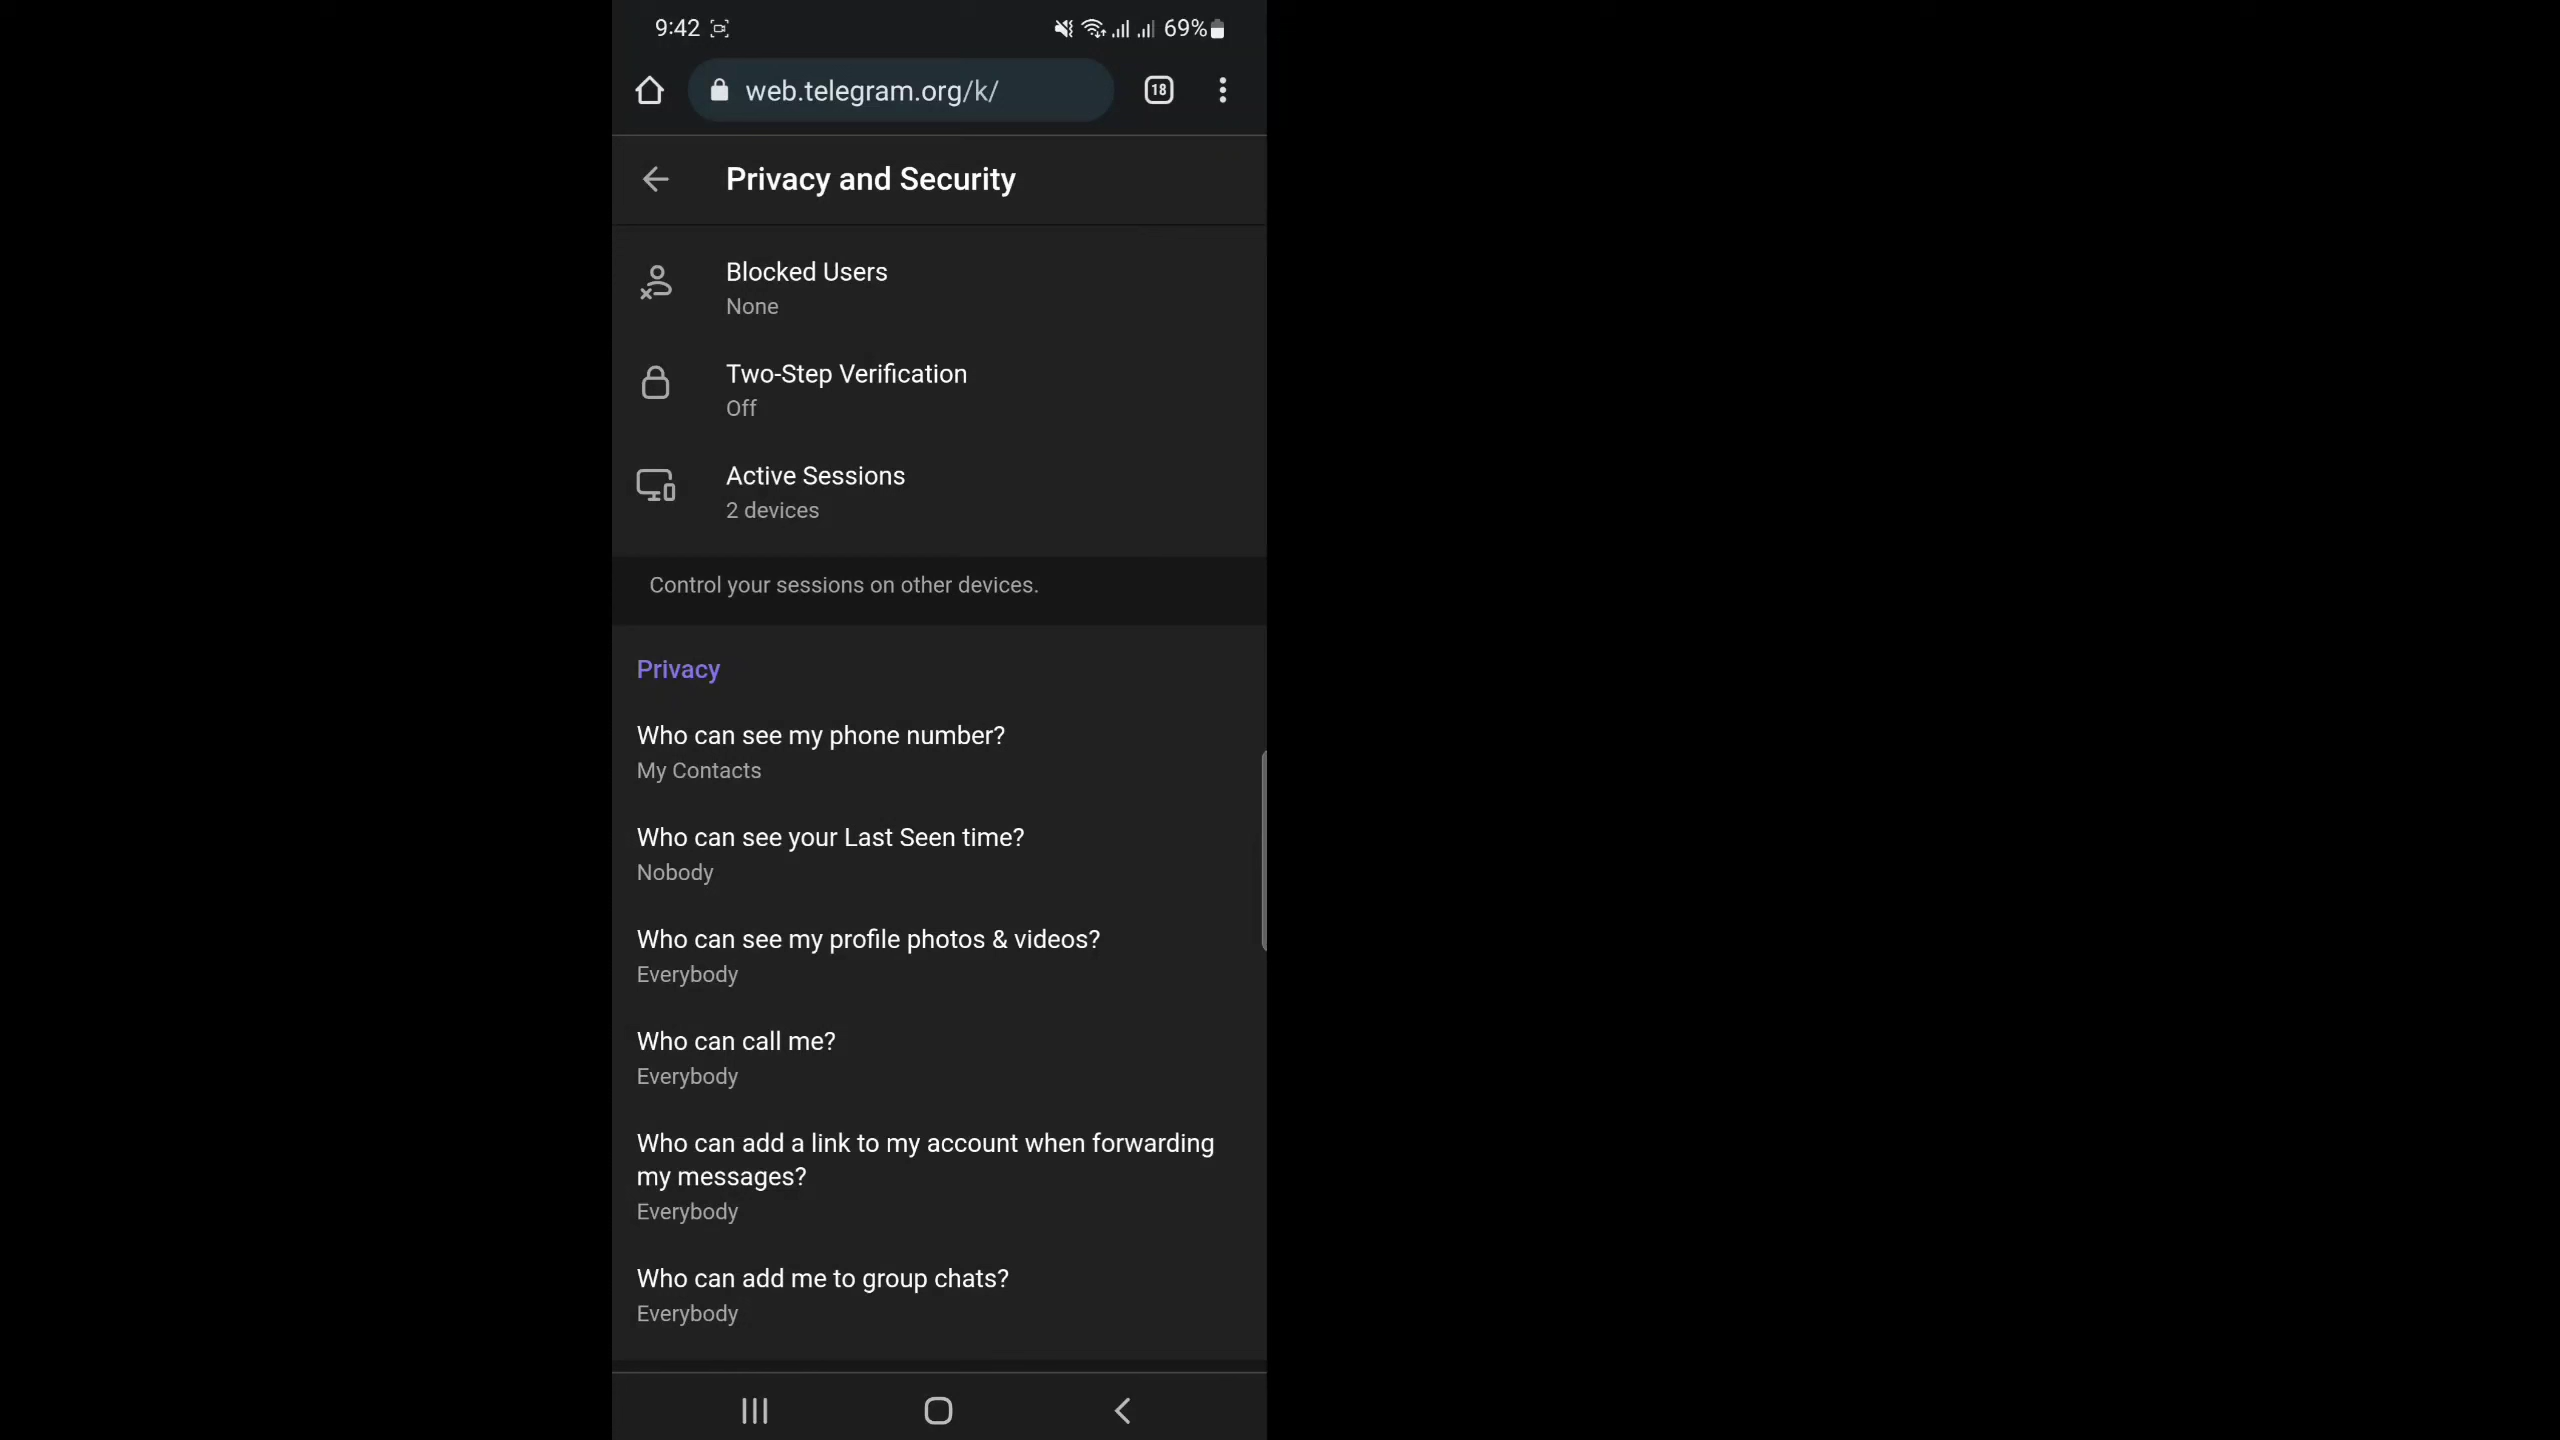 9:42
69%
web.telegram.org/k/
18
Privacy and Security
Blocked Users
None
Two-Step Verification
Off
Active Sessions
2 devices
Control your sessions on other devices.
Privacy
Who can see my phone number?
My Contacts
Who can see your Last Seen time?
Nobody
Who can see my profile photos & videos?
Everybody
Who can call me?
Everybody
Who can add a link to my account when forwarding
my messages?
Everybody
Who can add me to group chats?
Everybody